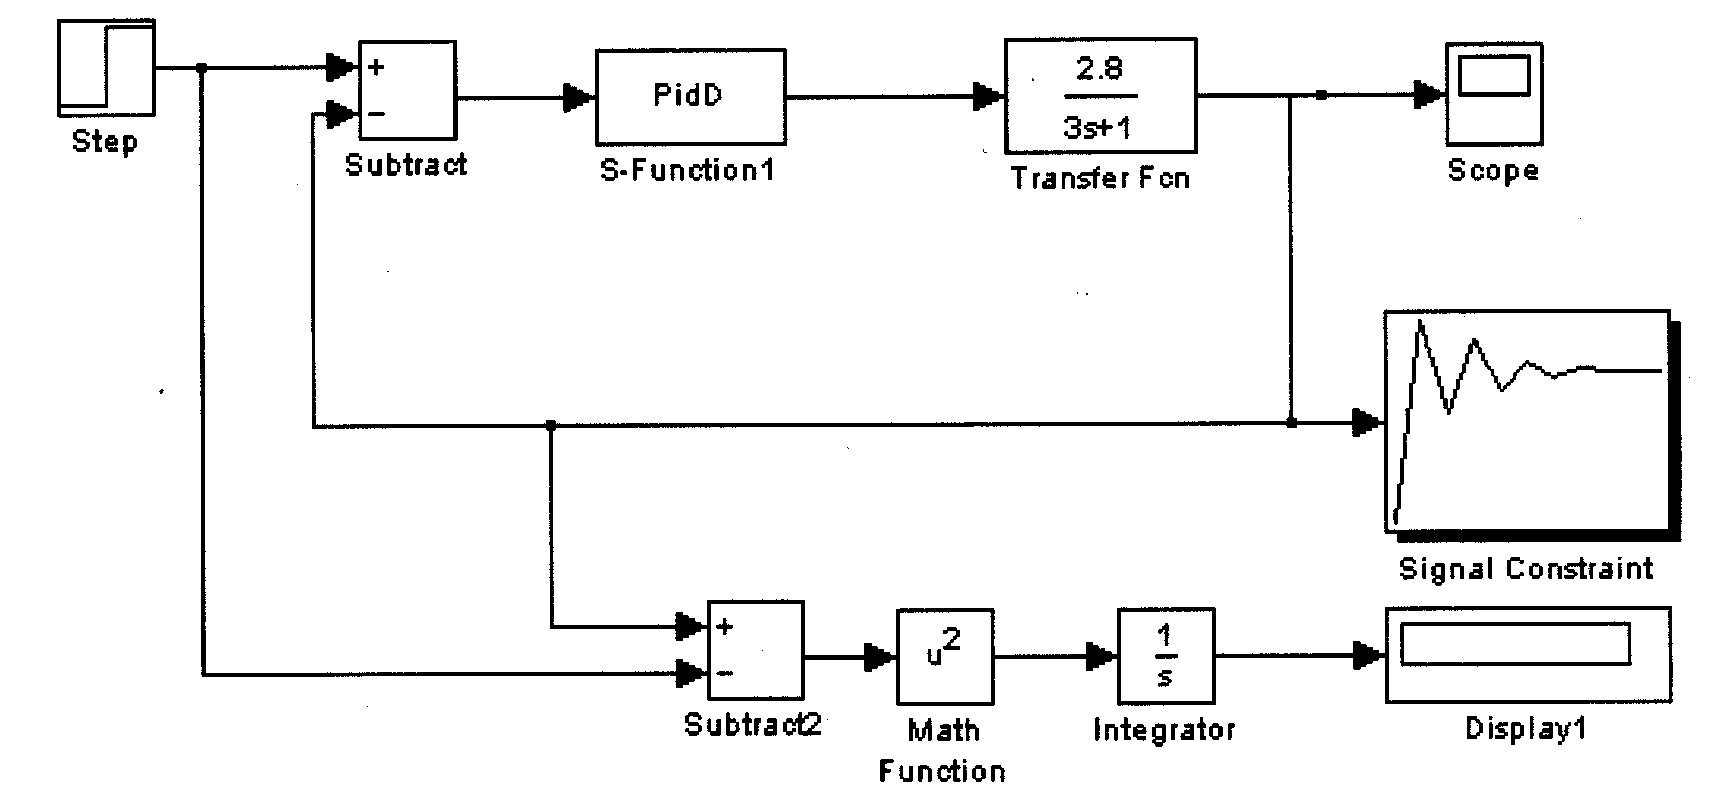 Step
+
−
Subtract
PidD
S-Function1
2.8
3s+1
Transfer Fcn
Scope
Signal Constraint
+
−
Subtract2
u²
Math
Function
1
s
Integrator
Display1